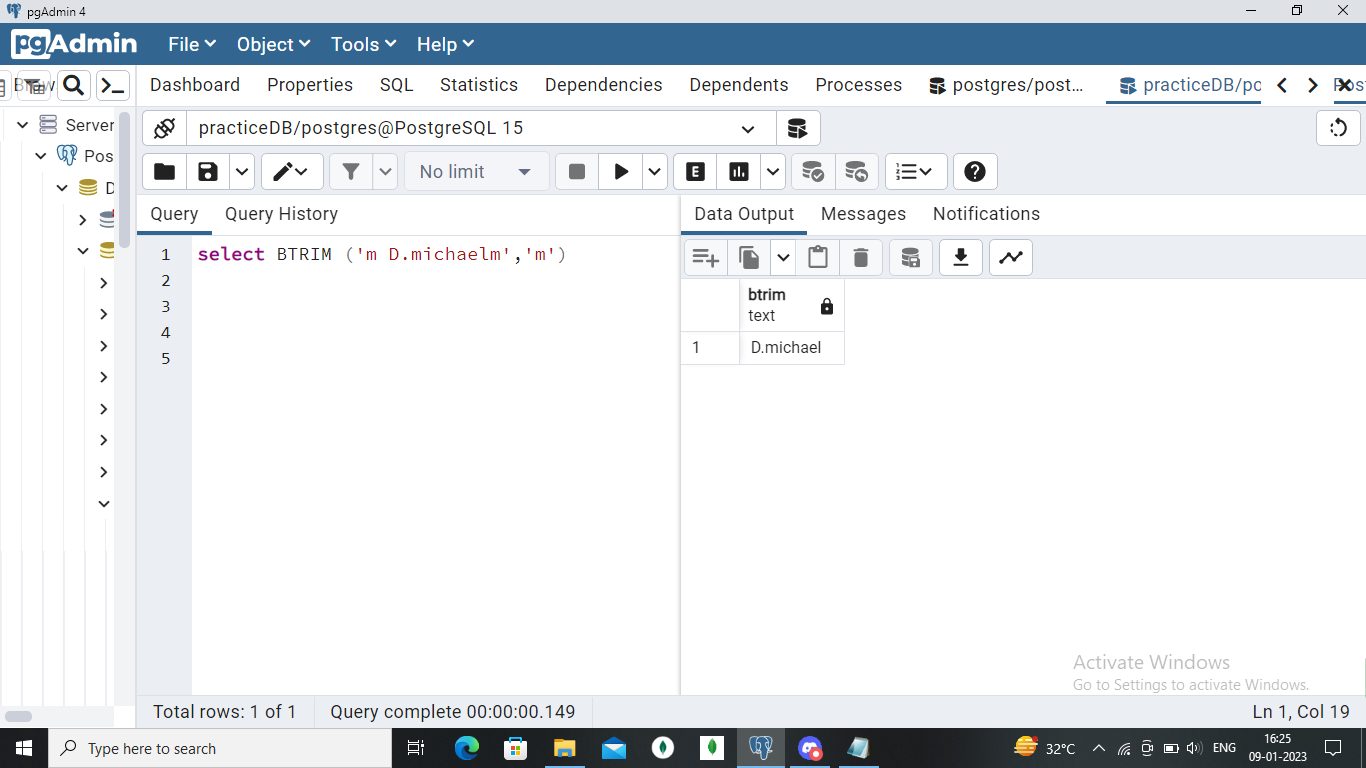 pgAdmin 4
pgAdmin File Object Tools Help
Dashboard Properties SQL Statistics Dependencies Dependents Processes postgres/post... practiceDB/pc
Server
practiceDB/postgres@PostgreSQL 15
Pos
No limit
D
Query Query History
Data Output Messages Notifications
1 select BTRIM ('m D.michaelm','m')
2
3
4
5
btrim
text
1 D.michael
Activate Windows
Go to Settings to activate Windows.
Total rows: 1 of 1 Query complete 00:00:00.149 Ln 1, Col 19
Type here to search
32°C ENG 16:25
09-01-2023